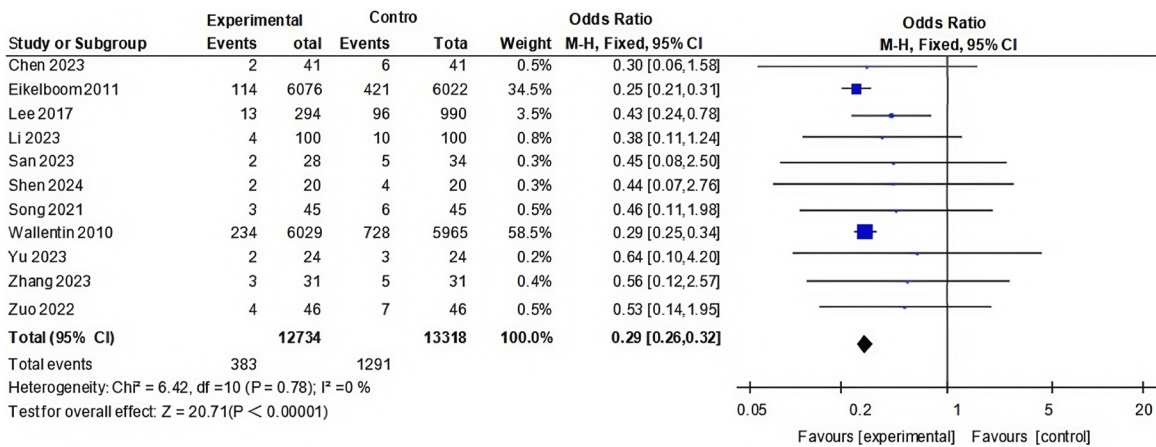 Experimental Contro Odds Ratio Odds Ratio
Study or Subgroup Events otal Events Tota Weight M-H, Fixed, 95% CI M-H, Fixed, 95% CI
Chen 2023 2 41 6 41 0.5% 0.30 [0.06,1.58]
Eikelboom 2011 114 6076 421 6022 34.5% 0.25 [0.21,0.31]
Lee 2017 13 294 96 990 3.5% 0.43 [0.24,0.78]
Li 2023 4 100 10 100 0.8% 0.38 [0.11,1.24]
San 2023 2 28 5 34 0.3% 0.45 [0.08,2.50]
Shen 2024 2 20 4 20 0.3% 0.44 [0.07,2.76]
Song 2021 3 45 6 45 0.5% 0.46 [0.11,1.98]
Wallentin 2010 234 6029 728 5965 58.5% 0.29 [0.25,0.34]
Yu 2023 2 24 3 24 0.2% 0.64 [0.10,4.20]
Zhang 2023 3 31 5 31 0.4% 0.56 [0.12,2.57]
Zuo 2022 4 46 7 46 0.5% 0.53 [0.14,1.95]
Total (95% CI) 12734 13318 100.0% 0.29 [0.26,0.32]
Total events 383 1291
Heterogeneity: Chi² = 6.42, df =10 (P = 0.78); I² =0 %
Test for overall effect: Z = 20.71(P < 0.00001)
0.05 0.2 1 5 20
Favours [experimental] Favours [control]